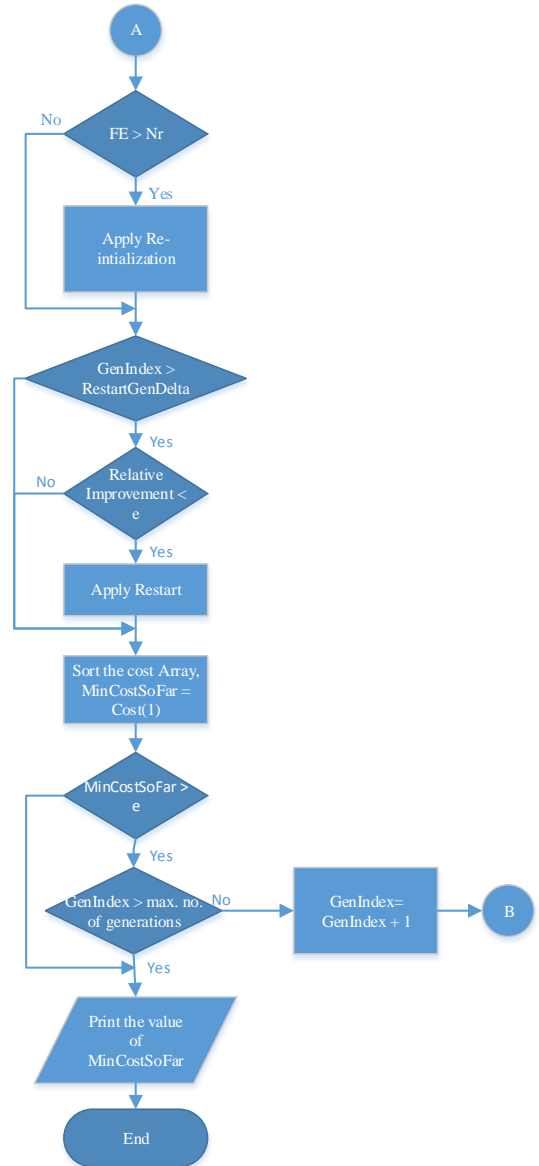 A
No
FE > Nr
Yes
Apply Re-
intialization
GenIndex >
RestartGenDelta
Yes
No
Relative
Improvement <
e
Yes
Apply Restart
Sort the cost Array,
MinCostSoFar =
Cost(1)
MinCostSoFar >
e
Yes
GenIndex > max. no.
of generations
No
GenIndex=
GenIndex + 1
B
Yes
Print the value
of
MinCostSoFar
End